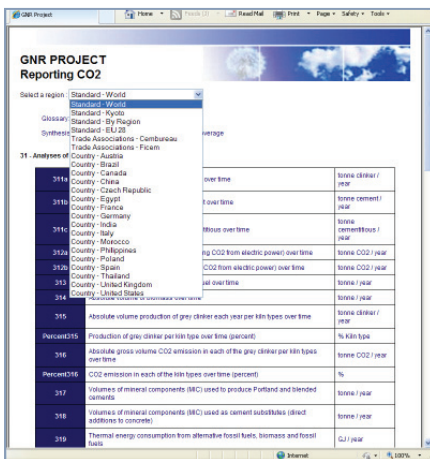 GNR Project
Home
Feeds (J)
Read Mail
Print
Page
Safety
Tools
GNR PROJECT
Reporting CO2
Select a region : Standard - World
Standard - World
Standard - Kyoto
Standard - By Region
Standard - EU 28
Trade Associations - Cembureau
Trade Associations - Ficem
Country - Austria
Country - Brazil
Country - Canada
Country - China
Country - Czech Republic
Country - Egypt
Country - France
Country - Germany
Country - India
Country - Italy
Country - Morocco
Country - Philippines
Country - Poland
Country - Spain
Country - Thailand
Country - United Kingdom
Country - United States
Glossary
Synthesis verage
31 - Analyses of
311a over time tonne clinker / year
311b over time tonne cement / year
311c titious over time tonne cementitious / year
312a ng CO2 from electric power) over time tonne CO2 / year
312b CO2 from electric power) over time tonne CO2 / year
313 uel over time tonne / year
314 Absolute volume of biomass over time tonne / year
315 Absolute volume production of grey clinker each year per kiln types over time tonne clinker / year
Percent315 Production of grey clinker per kiln type over time (percent) % Kiln type
316 Absolute gross volume CO2 emission in each of the grey clinker per kiln types over time tonne CO2 / year
Percent316 CO2 emission in each of the kiln types over time (percent) %
317 Volumes of mineral components (MIC) used to produce Portland and blended cements tonne / year
318 Volumes of mineral components (MIC) used as cement substitutes (direct additions to concrete) tonne / year
319 Thermal energy consumption from alternative fossil fuels, biomass and fossil fuels GJ / year
Internet 100%